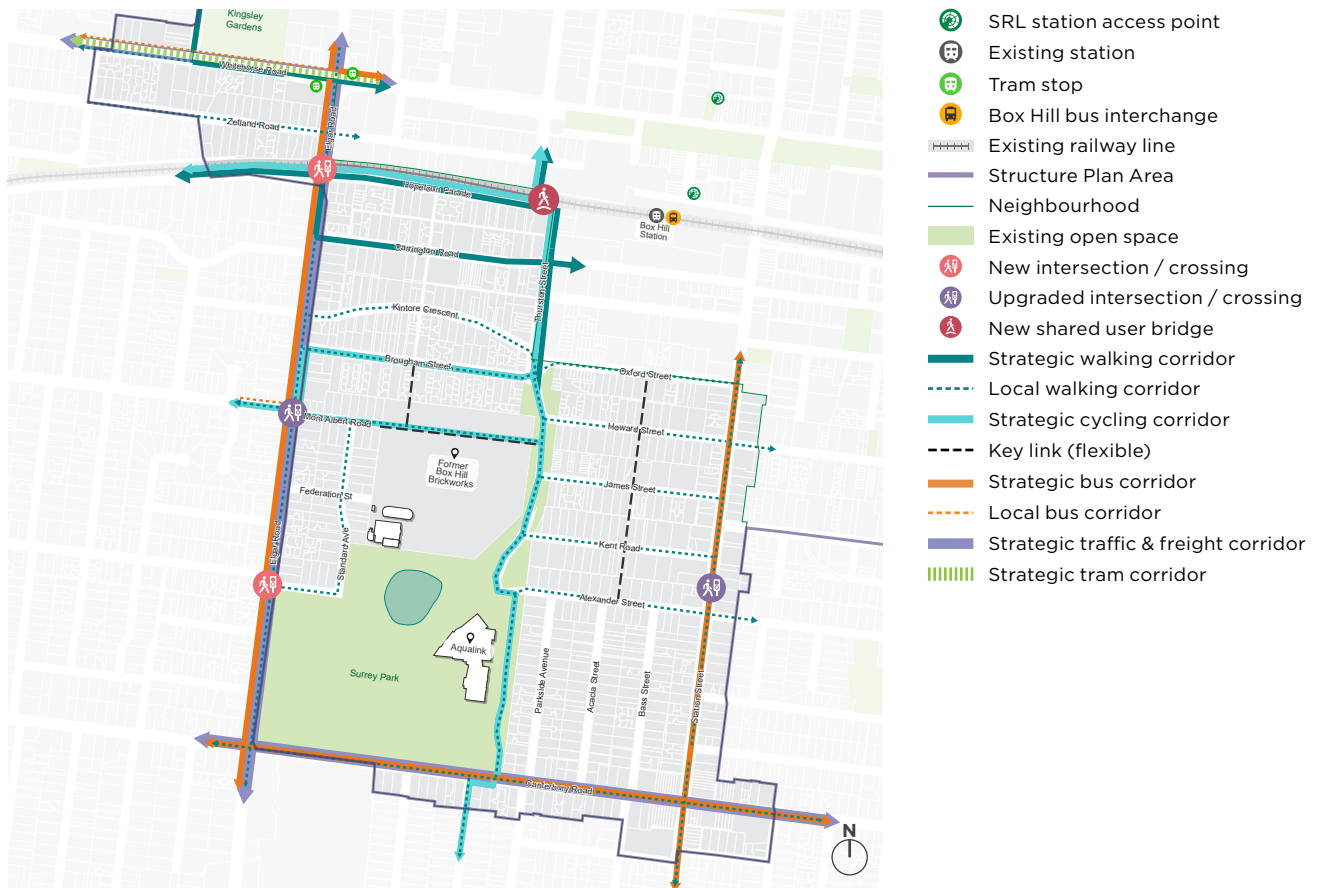 Kingsley
Gardens
Whitehorse Road
Elgar Road
Zetland Road
Hopetoun Parade
Box Hill
Station
Carrington Road
Thurston Street
Kintore Crescent
Brougham Street
Oxford Street
Mont Albert Road
Howard Street
Former
Box Hill
Brickworks
James Street
Federation St
Standard Ave
Elgar Road
Kent Road
Alexander Street
Aqualink
Surrey Park
Parkside Avenue
Acacia Street
Bass Street
Station Street
Canterbury Road
N
SRL station access point
Existing station
Tram stop
Box Hill bus interchange
Existing railway line
Structure Plan Area
Neighbourhood
Existing open space
New intersection / crossing
Upgraded intersection / crossing
New shared user bridge
Strategic walking corridor
Local walking corridor
Strategic cycling corridor
Key link (flexible)
Strategic bus corridor
Local bus corridor
Strategic traffic & freight corridor
Strategic tram corridor